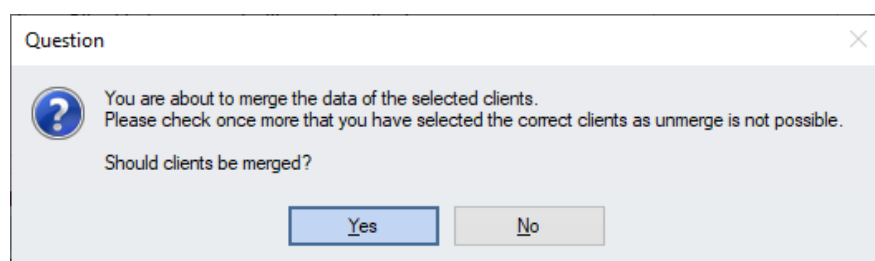 Question
You are about to merge the data of the selected clients.
Please check once more that you have selected the correct clients as unmerge is not possible.
Should clients be merged?
Yes
No